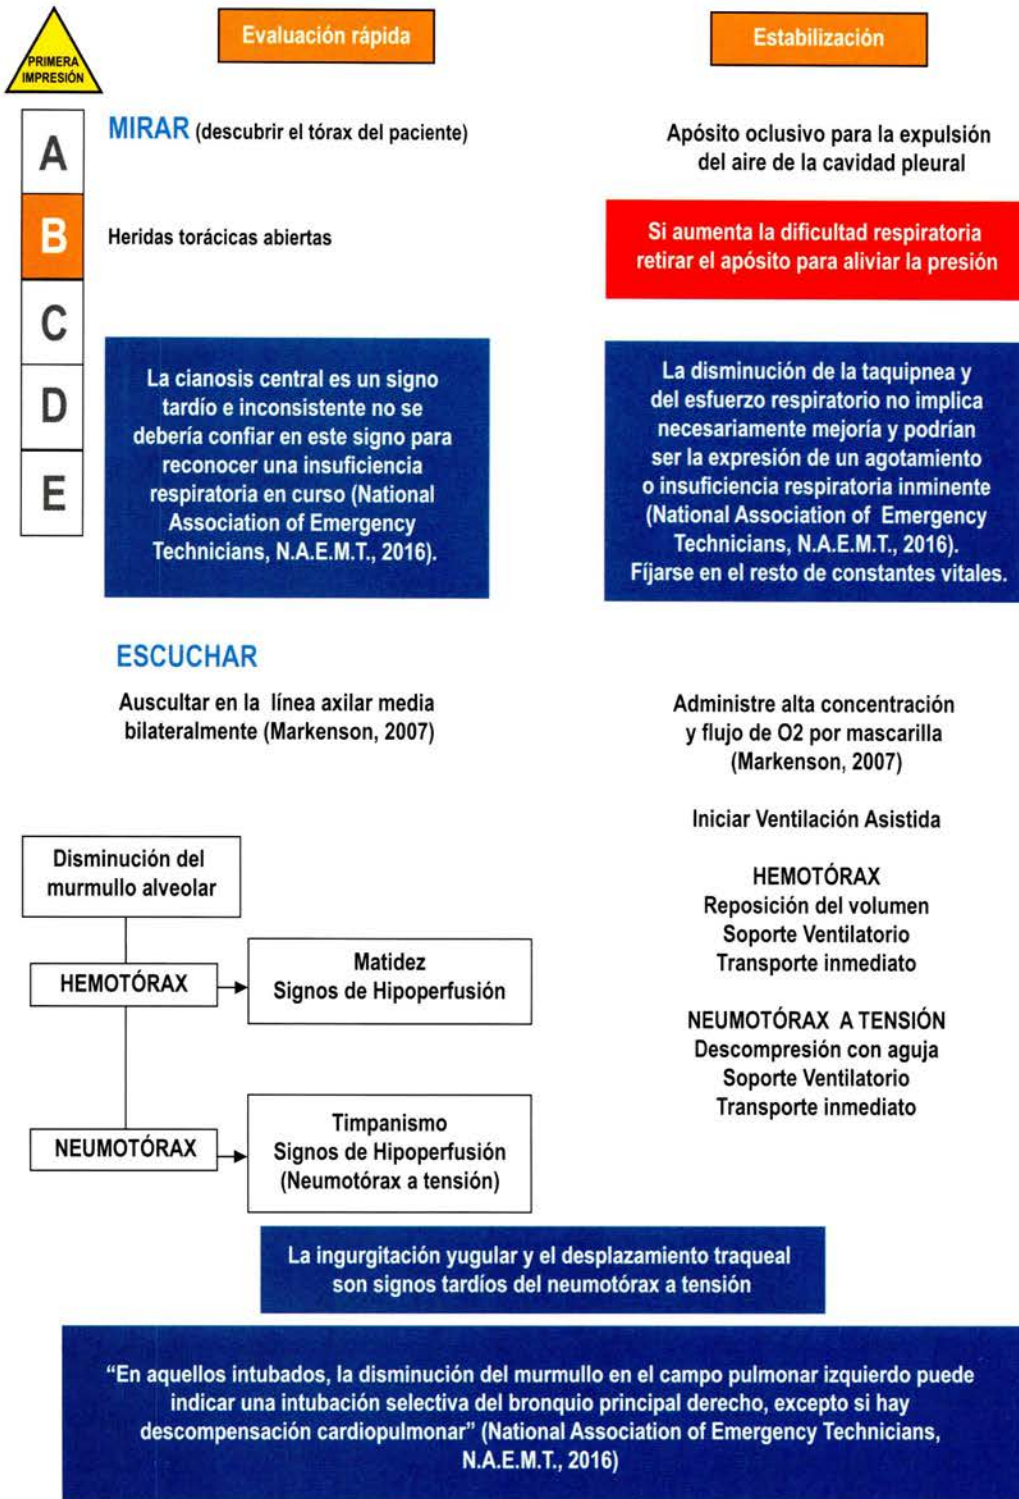 PRIMERA
IMPRESIÓN
Evaluación rápida
Estabilización
A
B
C
D
E
MIRAR (descubrir el tórax del paciente)
Apósito oclusivo para la expulsión
del aire de la cavidad pleural
Heridas torácicas abiertas
Si aumenta la dificultad respiratoria
retirar el apósito para aliviar la presión
La cianosis central es un signo
tardío e inconsistente no se
debería confiar en este signo para
reconocer una insuficiencia
respiratoria en curso (National
Association of Emergency
Technicians, N.A.E.M.T., 2016).
La disminución de la taquipnea y
del esfuerzo respiratorio no implica
necesariamente mejoría y podrían
ser la expresión de un agotamiento
o insuficiencia respiratoria inminente
(National Association of Emergency
Technicians, N.A.E.M.T., 2016).
Fíjarse en el resto de constantes vitales.
ESCUCHAR
Auscultar en la línea axilar media
bilateralmente (Markenson, 2007)
Administre alta concentración
y flujo de O2 por mascarilla
(Markenson, 2007)
Iniciar Ventilación Asistida
HEMOTÓRAX
Reposición del volumen
Soporte Ventilatorio
Transporte inmediato
NEUMOTÓRAX A TENSIÓN
Descompresión con aguja
Soporte Ventilatorio
Transporte inmediato
Disminución del
murmullo alveolar
HEMOTÓRAX
Matidez
Signos de Hipoperfusión
NEUMOTÓRAX
Timpanismo
Signos de Hipoperfusión
(Neumotórax a tensión)
La ingurgitación yugular y el desplazamiento traqueal
son signos tardíos del neumotórax a tensión
“En aquellos intubados, la disminución del murmullo en el campo pulmonar izquierdo puede
indicar una intubación selectiva del bronquio principal derecho, excepto si hay
descompensación cardiopulmonar” (National Association of Emergency Technicians,
N.A.E.M.T., 2016)